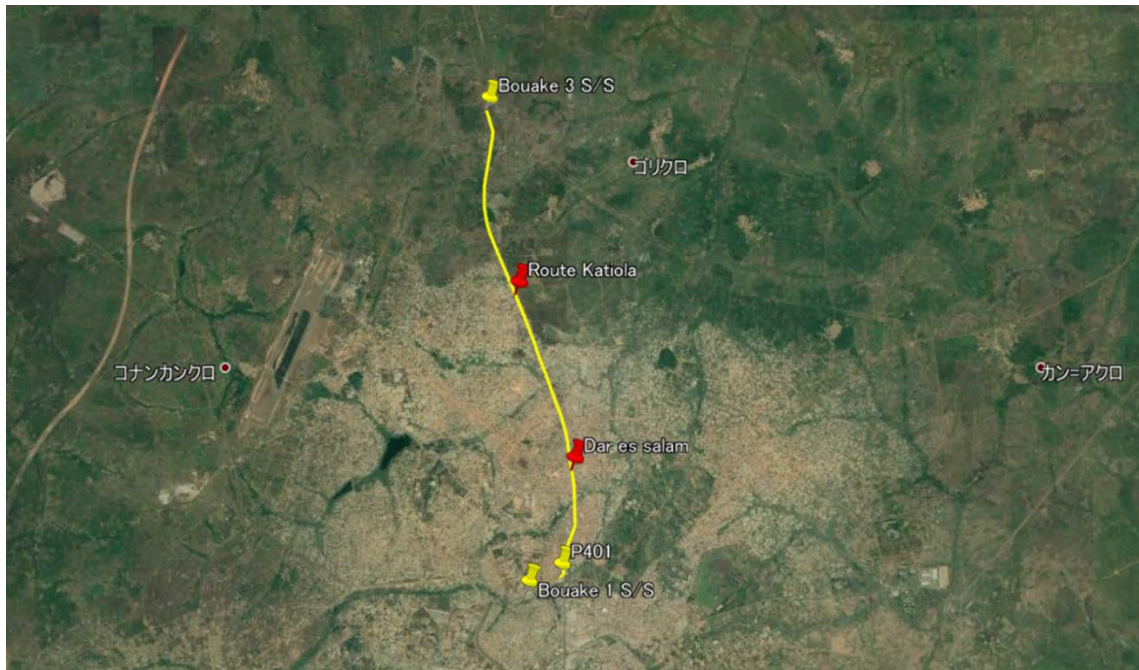 Bouake 3 S/S
ゴリクロ
Route Katiola
コナンカンクロ
カン=アクロ
Dar es salam
P401
Bouake 1 S/S